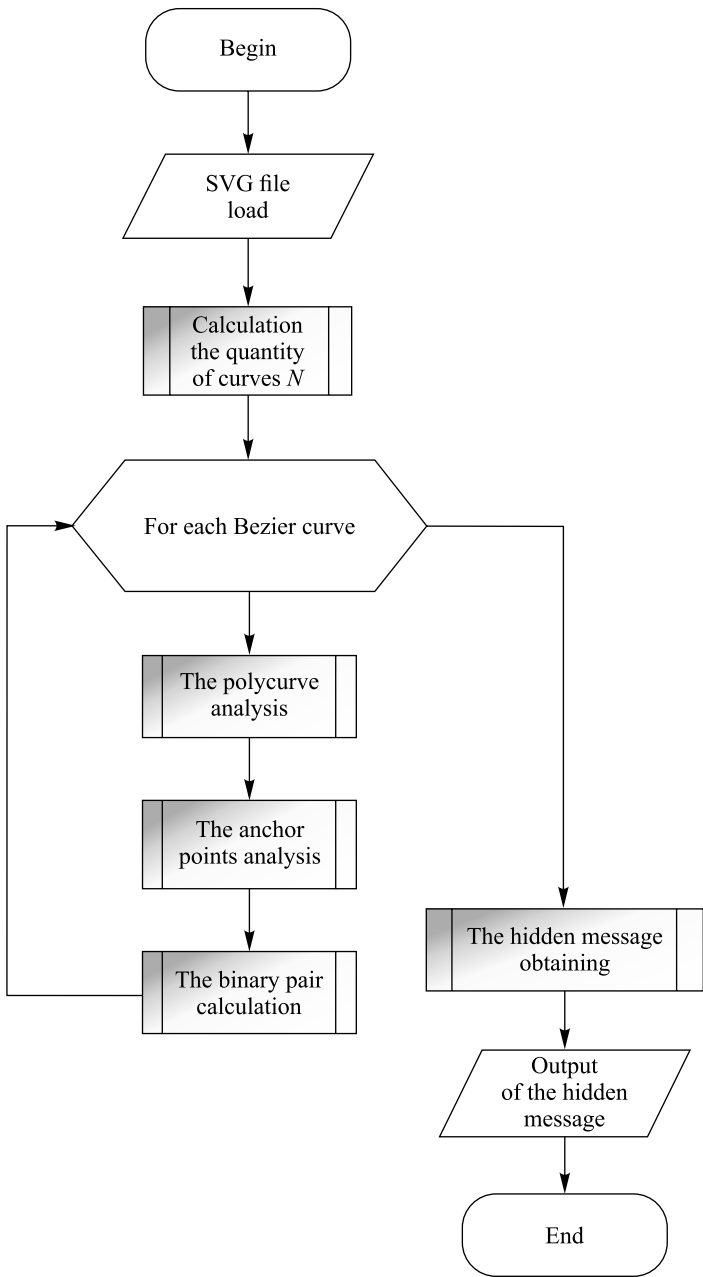 Begin
SVG file
load
Calculation
the quantity
of curves N
For each Bezier curve
The polycurve
analysis
The anchor
points analysis
The binary pair
calculation
The hidden message
obtaining
Output
of the hidden
message
End